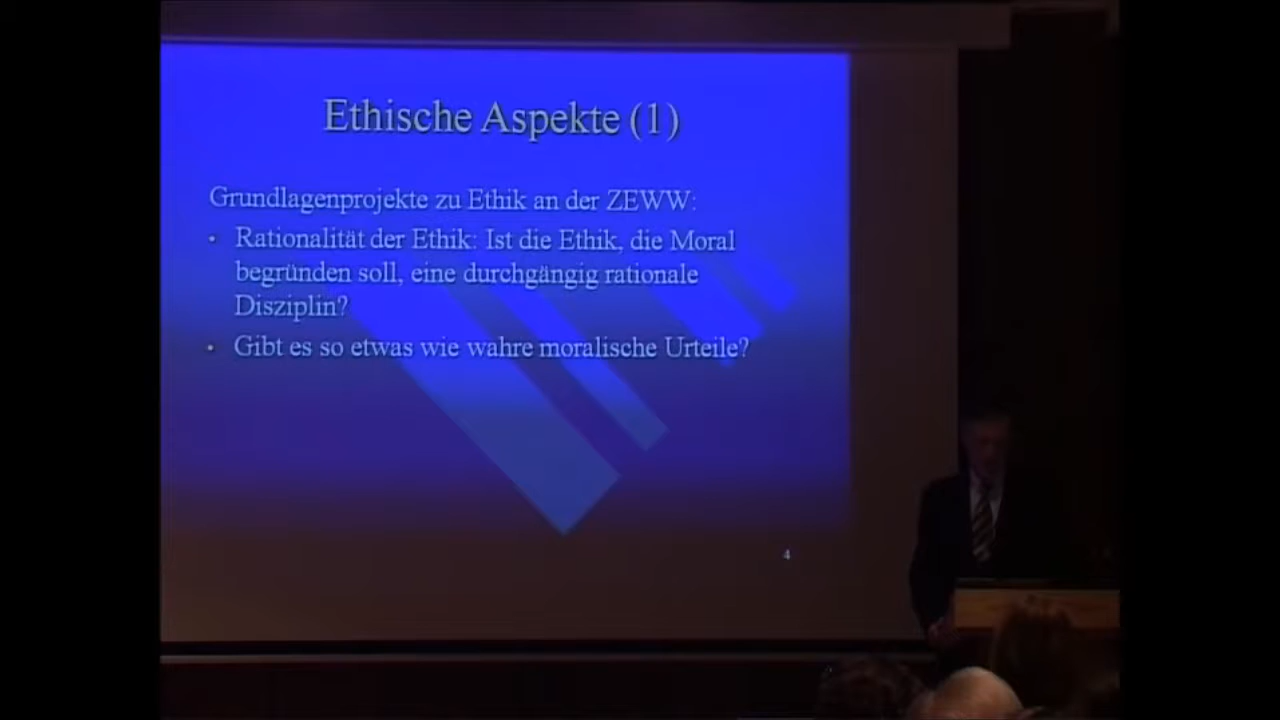 Ethische Aspekte (1)
Grundlagenprojekte zu Ethik an der ZEWW:
• Rationalität der Ethik: Ist die Ethik, die Moral
begründen soll, eine durchgängig rationale
Disziplin?
• Gibt es so etwas wie wahre moralische Urteile?
4